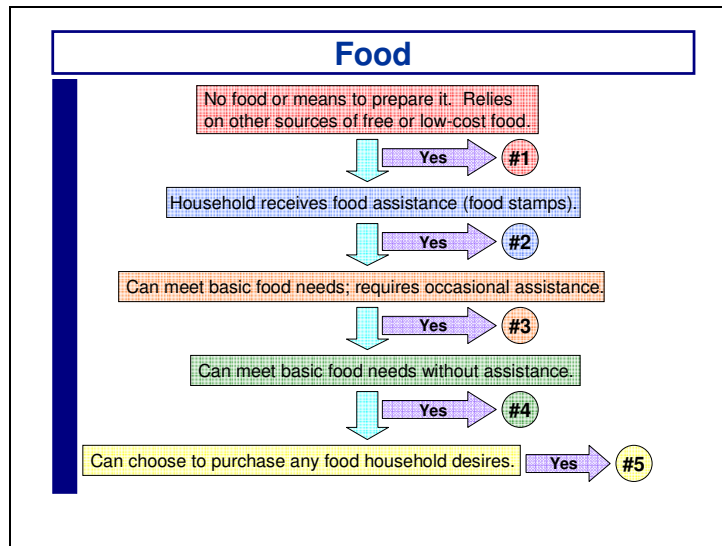 Food
No food or means to prepare it. Relies
on other sources of free or low-cost food.
Yes #1
Household receives food assistance (food stamps).
Yes #2
Can meet basic food needs; requires occasional assistance.
Yes #3
Can meet basic food needs without assistance.
Yes #4
Can choose to purchase any food household desires. Yes #5